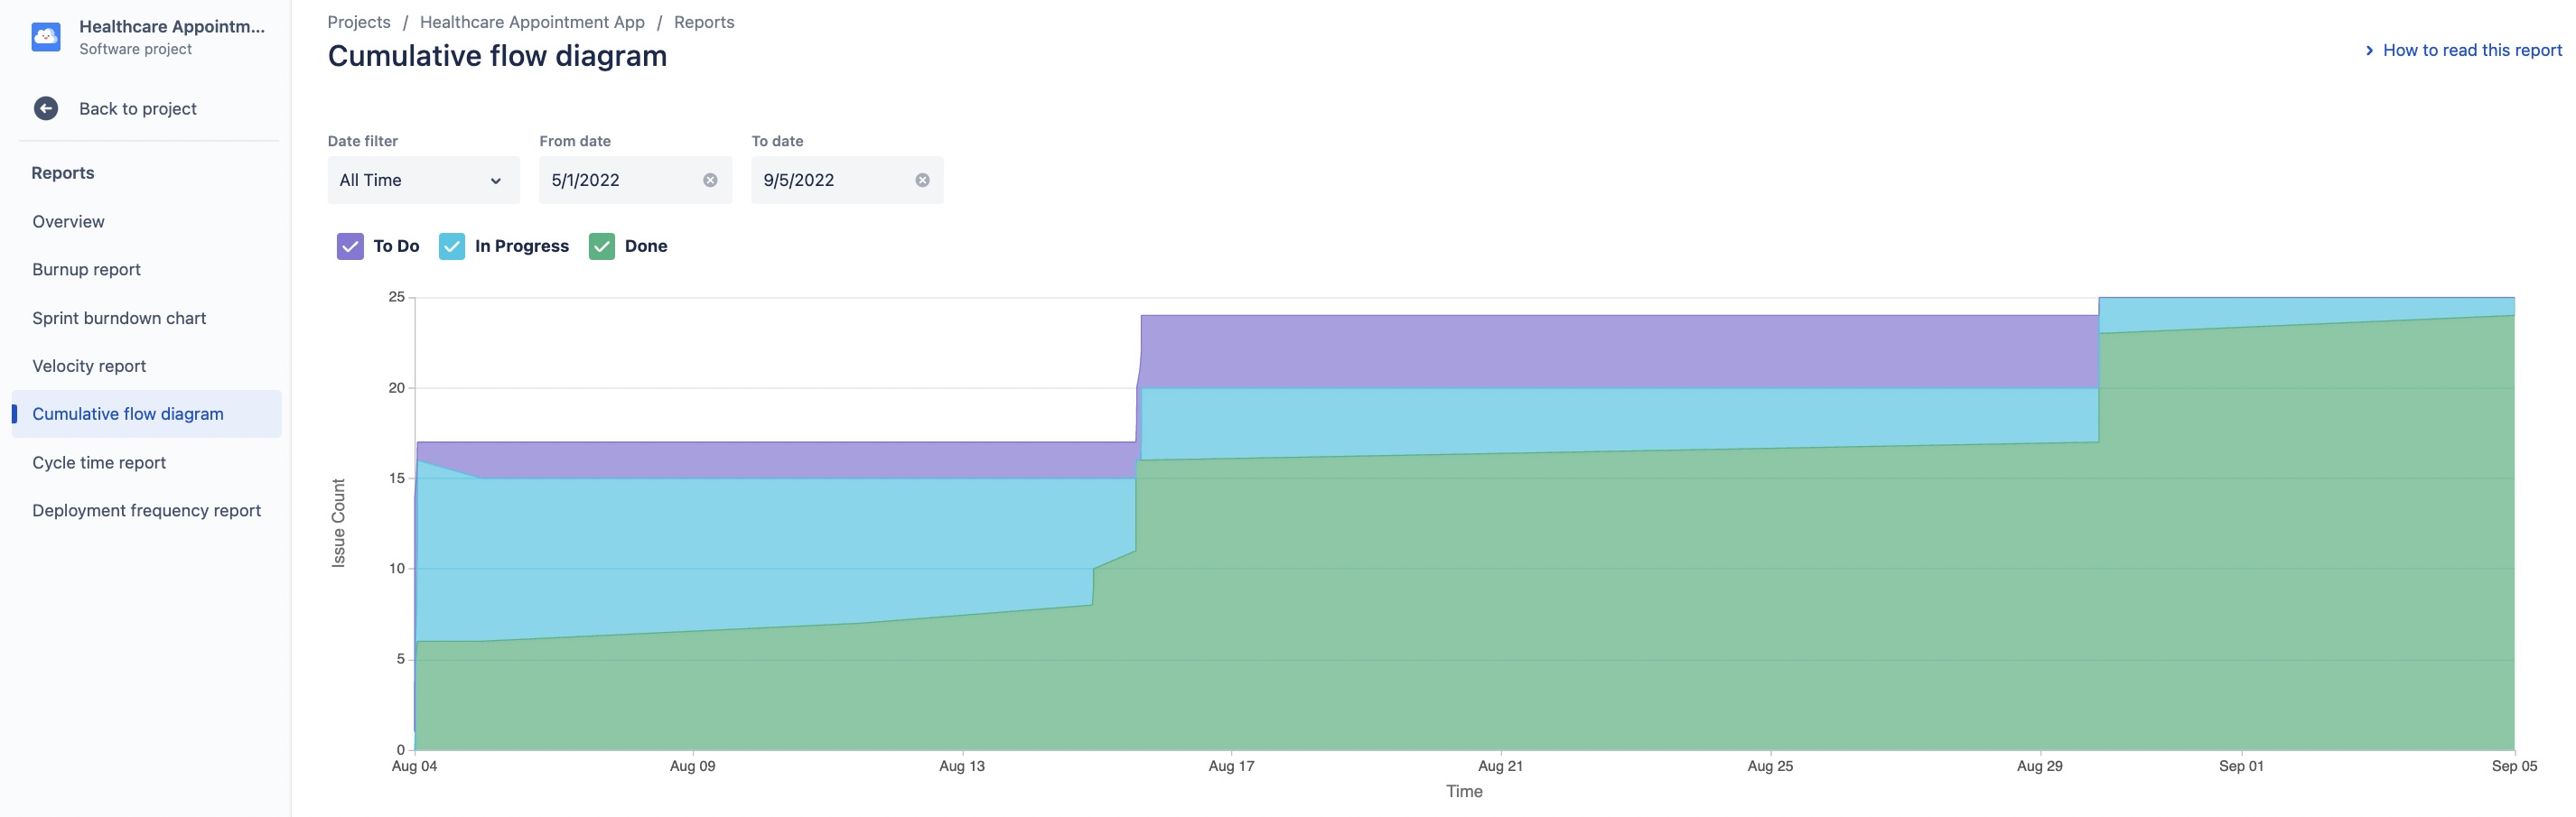 Healthcare Appointm...
Software project
Back to project
Reports
Overview
Burnup report
Sprint burndown chart
Velocity report
Cumulative flow diagram
Cycle time report
Deployment frequency report
Projects / Healthcare Appointment App / Reports
Cumulative flow diagram
How to read this report
Date filter From date To date
All Time 5/1/2022 9/5/2022
To Do In Progress Done
25
20
15
10
5
0
Issue Count
Aug 04 Aug 09 Aug 13 Aug 17 Aug 21 Aug 25 Aug 29 Sep 01 Sep 05
Time